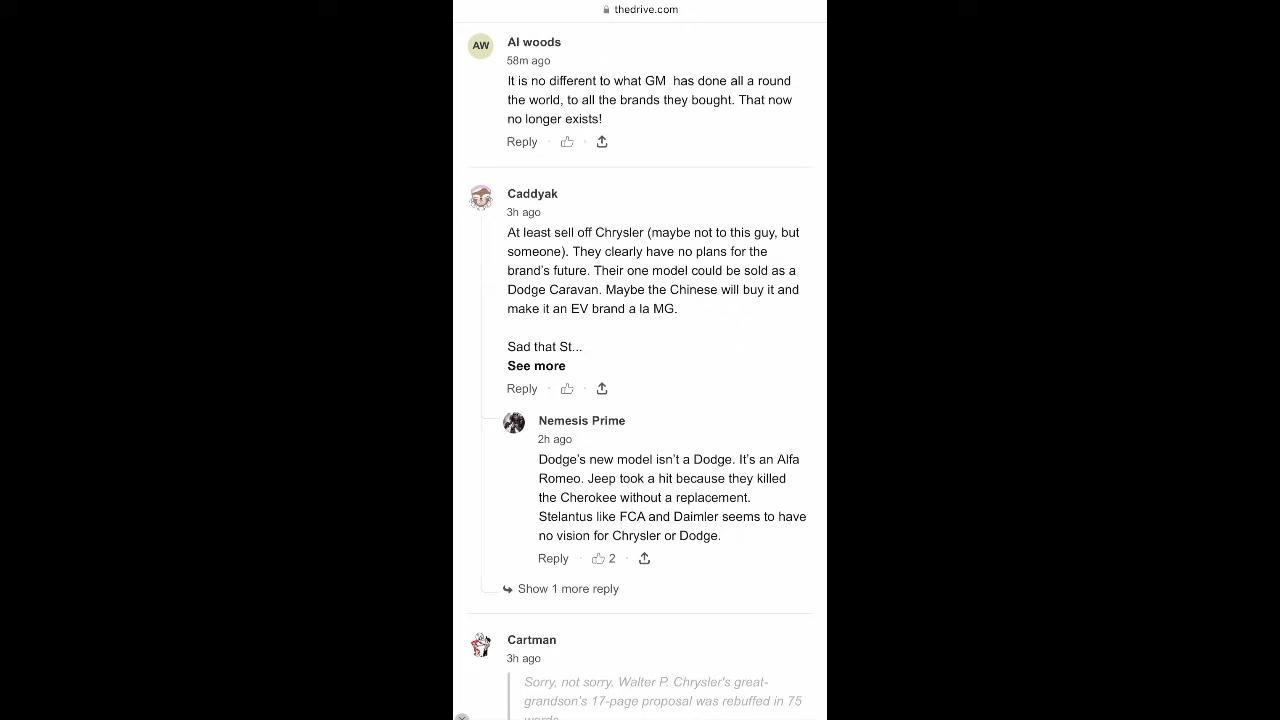 thedrive.com
AW
Al woods
58m ago
It is no different to what GM has done all a round
the world, to all the brands they bought. That now
no longer exists!
Reply
Caddyak
3h ago
At least sell off Chrysler (maybe not to this guy, but
someone). They clearly have no plans for the
brand's future. Their one model could be sold as a
Dodge Caravan. Maybe the Chinese will buy it and
make it an EV brand a la MG.
Sad that St...
See more
Reply
Nemesis Prime
2h ago
Dodge's new model isn't a Dodge. It's an Alfa
Romeo. Jeep took a hit because they killed
the Cherokee without a replacement.
Stelantus like FCA and Daimler seems to have
no vision for Chrysler or Dodge.
Reply 2
Show 1 more reply
Cartman
3h ago
Sorry, not sorry. Walter P. Chrysler's great-
grandson's 17-page proposal was rebuffed in 75
words